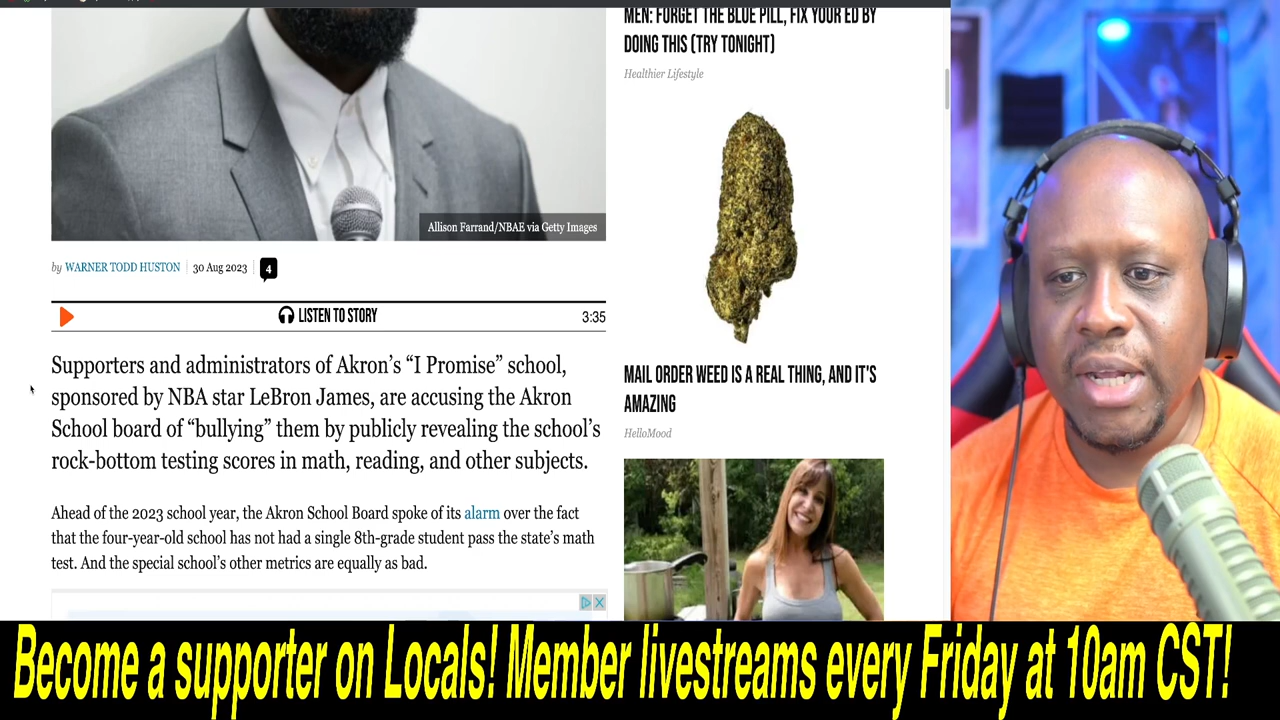 Allison Farrand/NBAE via Getty Images
by WARNER TODD HUSTON 30 Aug 2023 4
LISTEN TO STORY 3:35
Supporters and administrators of Akron’s “I Promise” school,
sponsored by NBA star LeBron James, are accusing the Akron
School board of “bullying” them by publicly revealing the school’s
rock-bottom testing scores in math, reading, and other subjects.
Ahead of the 2023 school year, the Akron School Board spoke of its alarm over the fact
that the four-year-old school has not had a single 8th-grade student pass the state’s math
test. And the special school’s other metrics are equally as bad.
MEN: FORGET THE BLUE PILL, FIX YOUR ED BY
DOING THIS (TRY TONIGHT)
Healthier Lifestyle
MAIL ORDER WEED IS A REAL THING, AND IT'S
AMAZING
HelloMood
Become a supporter on Locals! Member livestreams every Friday at 10am CST!